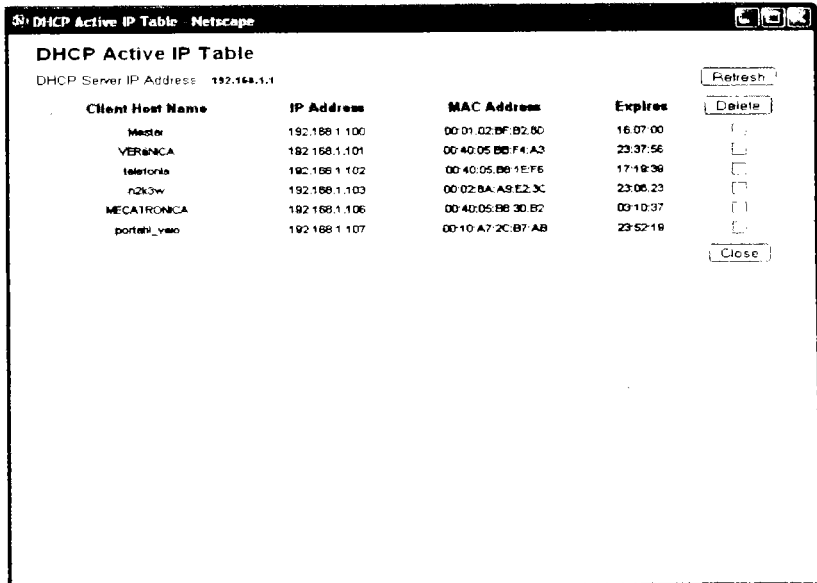 DHCP Active IP Table - Netscape
DHCP Active IP Table
DHCP Server IP Address 192.168.1.1
Refresh
Client Host Name IP Address MAC Address Expires Delete
Master 192.168.1.100 00:01:02:BF:B2:8D 16:07:00
VERóNICA 192.168.1.101 00:40:05:BB:F4:A3 23:37:56
telefonia 192.168.1.102 00:40:05:B8:1E:F6 17:19:39
n2k3w 192.168.1.103 00:02:8A:A9:E2:3C 23:06:23
MECATRONICA 192.168.1.106 00:40:05:B8:3D:B2 03:10:37
192.168.1.107 00:10:A7:2C:B7:AB 23:52:19
Close